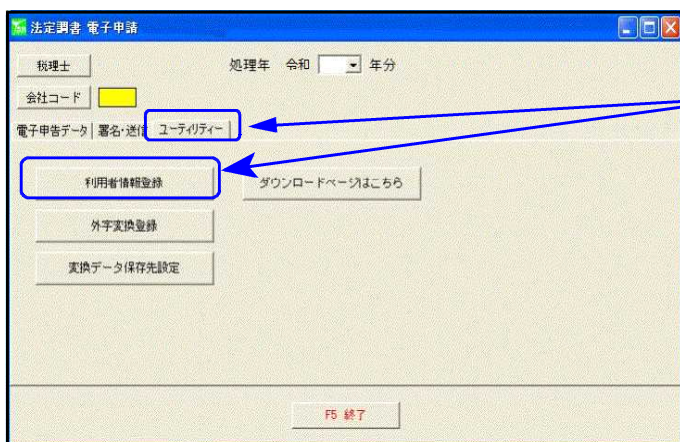 法定調書 電子申請
税理士 処理年 令和 年分
会社コード
電子申告データ 署名・送信 ユーティリティー
利用者情報登録 ダウンロードページはこちら
外字変換登録
変換データ保存先設定
F5 終了